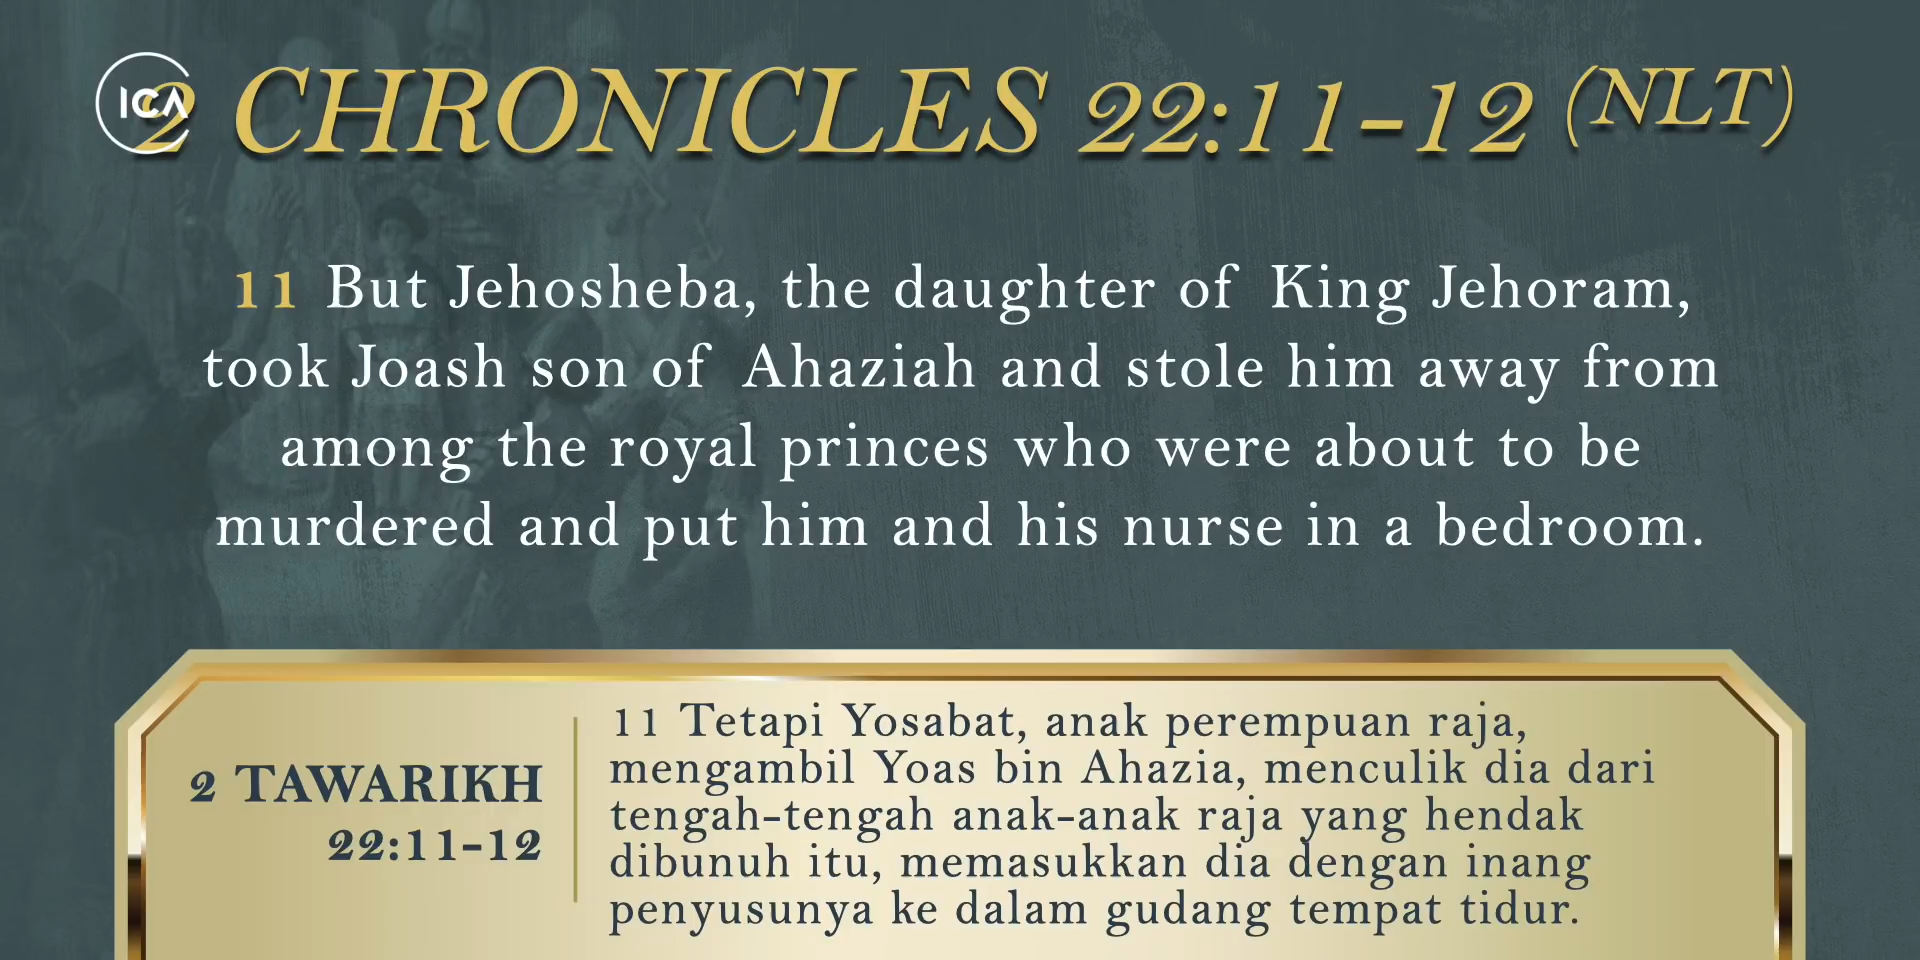 ICA
2 CHRONICLES 22:11-12 (NLT)
11 But Jehosheba, the daughter of King Jehoram,
took Joash son of Ahaziah and stole him away from
among the royal princes who were about to be
murdered and put him and his nurse in a bedroom.
2 TAWARIKH
22:11-12
11 Tetapi Yosabat, anak perempuan raja,
mengambil Yoas bin Ahazia, menculik dia dari
tengah-tengah anak-anak raja yang hendak
dibunuh itu, memasukkan dia dengan inang
penyusunya ke dalam gudang tempat tidur.